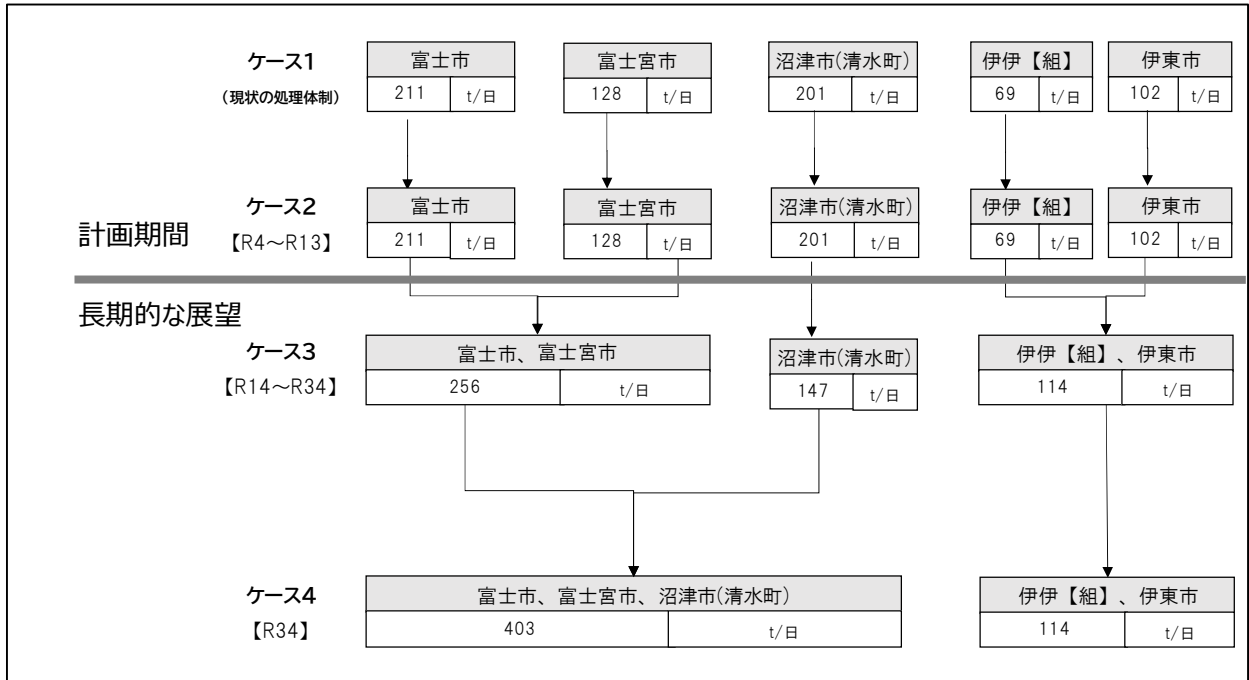 ケース1
(現状の処理体制)
富士市
211 t/日
富士宮市
128 t/日
沼津市(清水町)
201 t/日
伊伊【組】
69 t/日
伊東市
102 t/日
計画期間
ケース2
【R4～R13】
富士市
211 t/日
富士宮市
128 t/日
沼津市(清水町)
201 t/日
伊伊【組】
69 t/日
伊東市
102 t/日
長期的な展望
ケース3
【R14～R34】
富士市、富士宮市
256 t/日
沼津市(清水町)
147 t/日
伊伊【組】、伊東市
114 t/日
ケース4
【R34】
富士市、富士宮市、沼津市(清水町)
403 t/日
伊伊【組】、伊東市
114 t/日